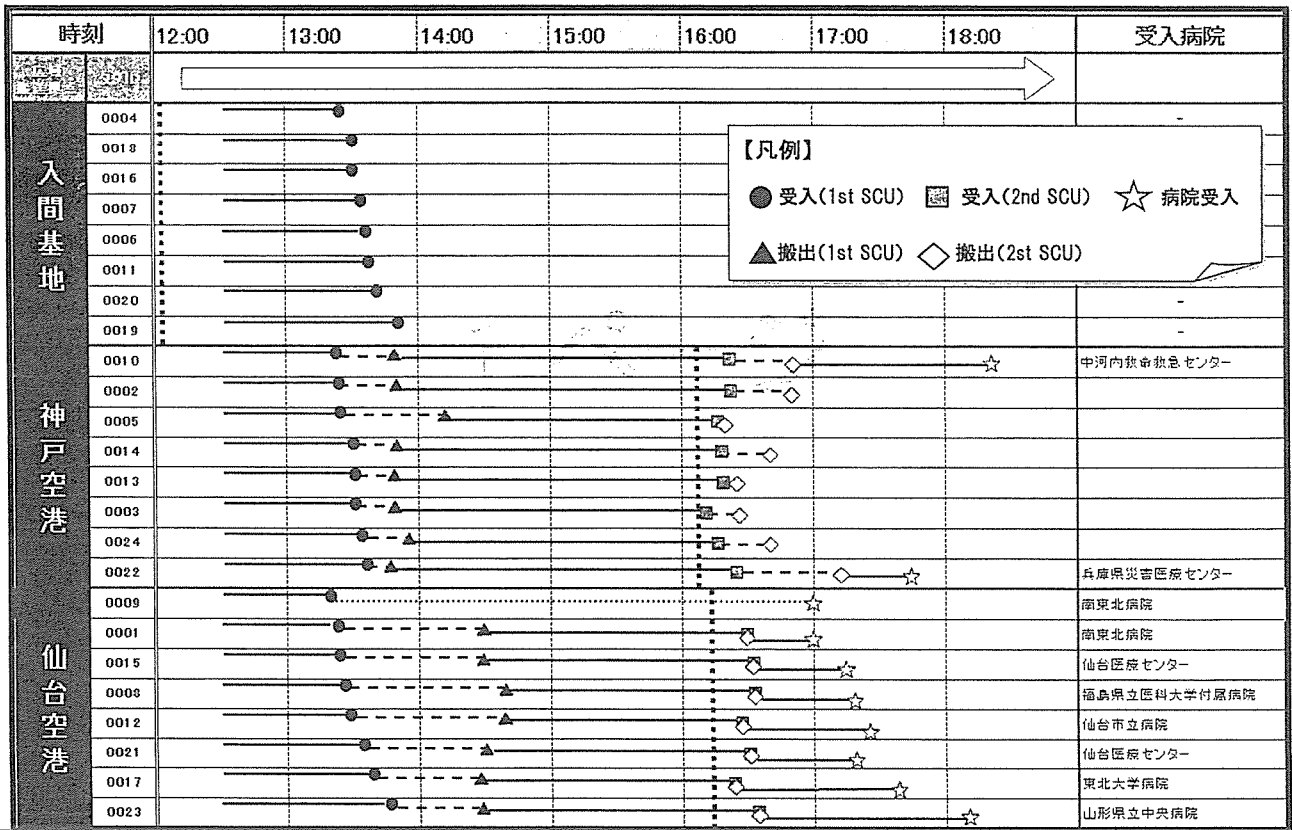 時刻 12:00 13:00 14:00 15:00 16:00 17:00 18:00 受入病院
入間基地
0004 -
0018
0016
0007
0006
0011
0020 -
0019 -
【凡例】
受入(1st SCU) 受入(2nd SCU) 病院受入
搬出(1st SCU) 搬出(2st SCU)
神戸空港
0010 中河内救命救急センター
0002
0005
0014
0013
0003
0024
0022 兵庫県災害医療センター
仙台空港
0009 南東北病院
0001 南東北病院
0015 仙台医療センター
0008 福島県立医科大学付属病院
0012 仙台市立病院
0021 仙台医療センター
0017 東北大学病院
0023 山形県立中央病院